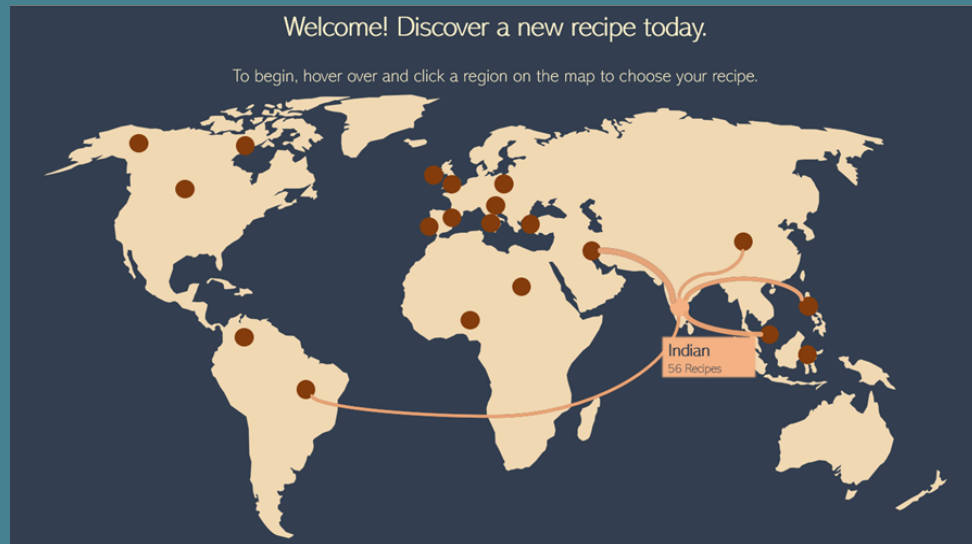 Welcome! Discover a new recipe today.
To begin, hover over and click a region on the map to choose your recipe.
Indian
56 Recipes